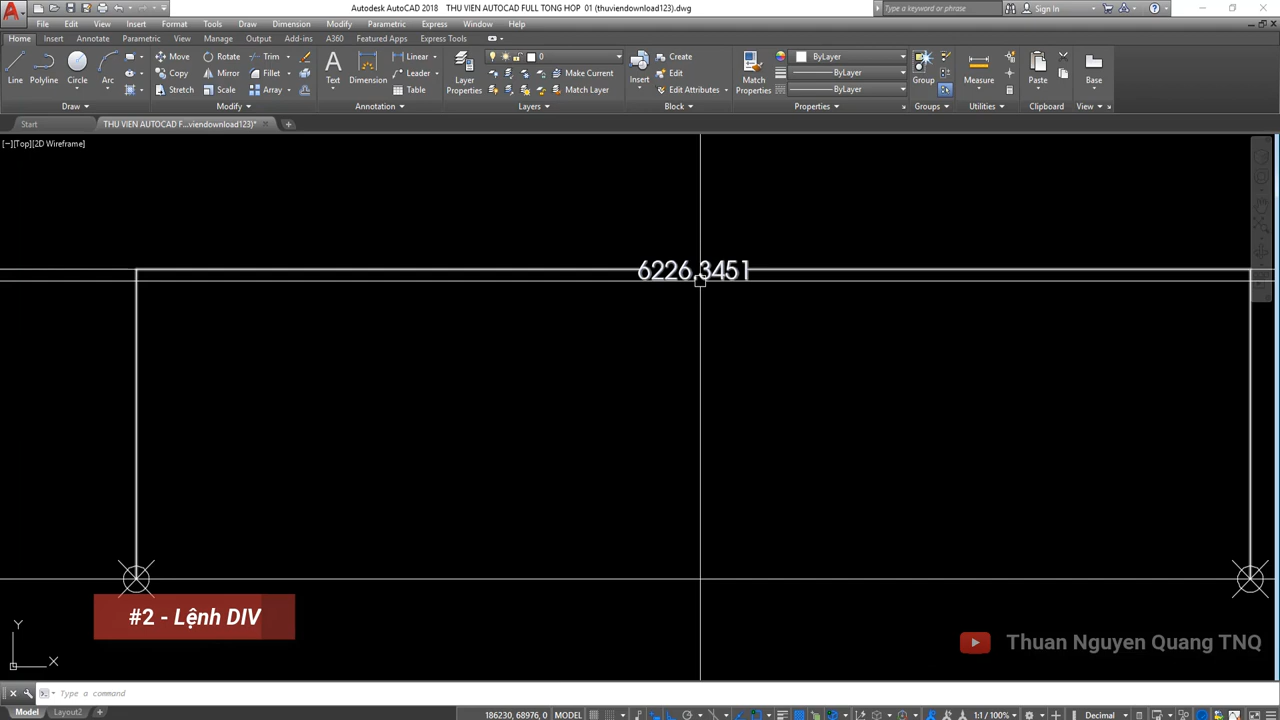 Autodesk AutoCAD 2018 THU VIEN AUTOCAD FULL TONG HOP 01 (thuviendownload123).dwg
Type a keyword or phrase
Sign In
File Edit View Insert Format Tools Draw Dimension Modify Parametric Express Window Help
Home Insert Annotate Parametric View Manage Output Add-ins A360 Featured Apps Express Tools
Line
Polyline
Circle
Arc
Move
Rotate
Trim
Copy
Mirror
Fillet
Stretch
Scale
Array
Text
Dimension
Linear
Leader
Table
Layer
Properties
0
Make Current
Match Layer
Insert
Create
Edit
Edit Attributes
Match
Properties
ByLayer
ByLayer
ByLayer
Group
Measure
Paste
Base
Draw
Modify
Annotation
Layers
Block
Properties
Groups
Utilities
Clipboard
View
Start
THU VIEN AUTOCAD F...viendownload123)*
[−][Top][2D Wireframe]
6226,3451
#2 - Lệnh DIV
Thuan Nguyen Quang TNQ
Y
X
Type a command
Model
Layout2
186230, 68976, 0
MODEL
1:1 / 100%
Decimal